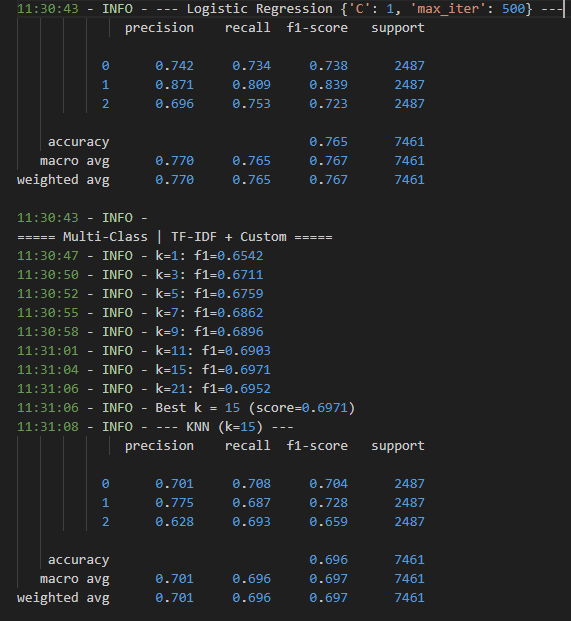 11:30:43 - INFO - --- Logistic Regression {'C': 1, 'max_iter': 500} ---
precision recall f1-score support
0 0.742 0.734 0.738 2487
1 0.871 0.809 0.839 2487
2 0.696 0.753 0.723 2487
accuracy 0.765 7461
macro avg 0.770 0.765 0.767 7461
weighted avg 0.770 0.765 0.767 7461
11:30:43 - INFO -
===== Multi-Class | TF-IDF + Custom =====
11:30:47 - INFO - k=1: f1=0.6542
11:30:50 - INFO - k=3: f1=0.6711
11:30:52 - INFO - k=5: f1=0.6759
11:30:55 - INFO - k=7: f1=0.6862
11:30:58 - INFO - k=9: f1=0.6896
11:31:01 - INFO - k=11: f1=0.6903
11:31:04 - INFO - k=15: f1=0.6971
11:31:06 - INFO - k=21: f1=0.6952
11:31:06 - INFO - Best k = 15 (score=0.6971)
11:31:08 - INFO - --- KNN (k=15) ---
precision recall f1-score support
0 0.701 0.708 0.704 2487
1 0.775 0.687 0.728 2487
2 0.628 0.693 0.659 2487
accuracy 0.696 7461
macro avg 0.701 0.696 0.697 7461
weighted avg 0.701 0.696 0.697 7461